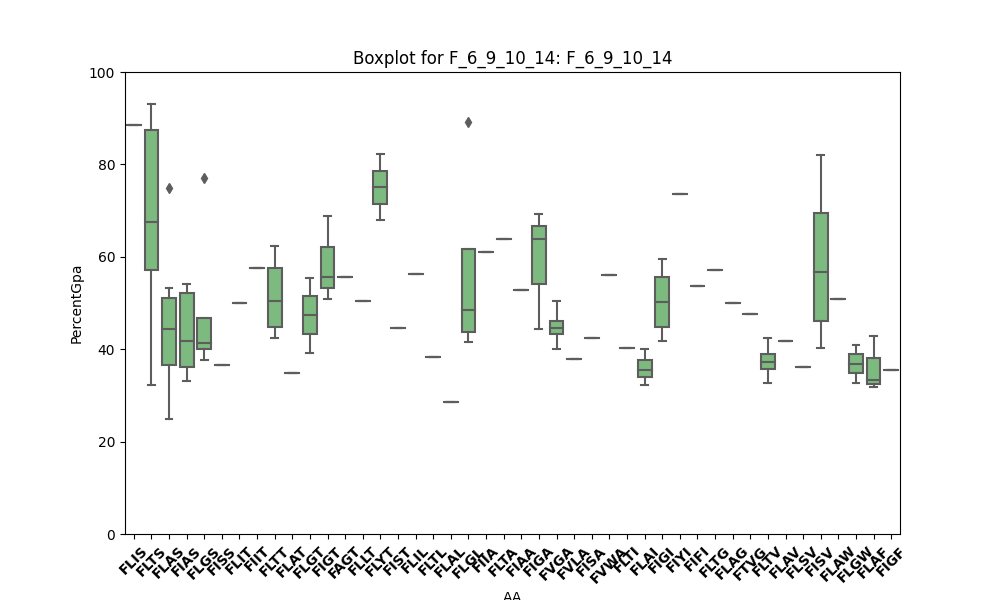 Boxplot for F_6_9_10_14: F_6_9_10_14
100
80
60
40
20
0
PercentGpa
FLIS FLTS FLAS FIAS FLGS FISS FLIT FIIT FLTT FLAT FLGT FIGT FAGT FLLT FLYT FIST FLIL FLTL FLAL FLGL FIIA FLTA FIAA FIGA FVGA FVLA FISA FVWA FLTI FLAI FIGI FIYI FIFI FLTG FLAG FTVG FLTV FLAV FLSV FISV FLAW FLGW FLAF FIGF
AA